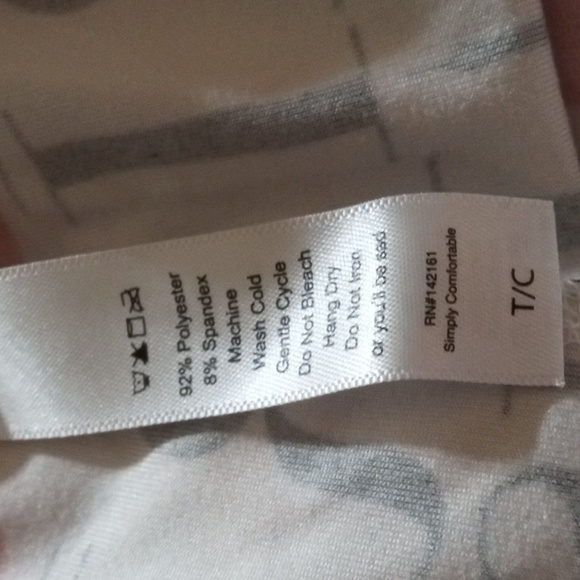 92% Polyester
8% Spandex
Machine
Wash Cold
Gentle Cycle
Do Not Bleach
Hang Dry
Do Not Iron
or you'll be sad
RN#142161
Simply Comfortable
T/C